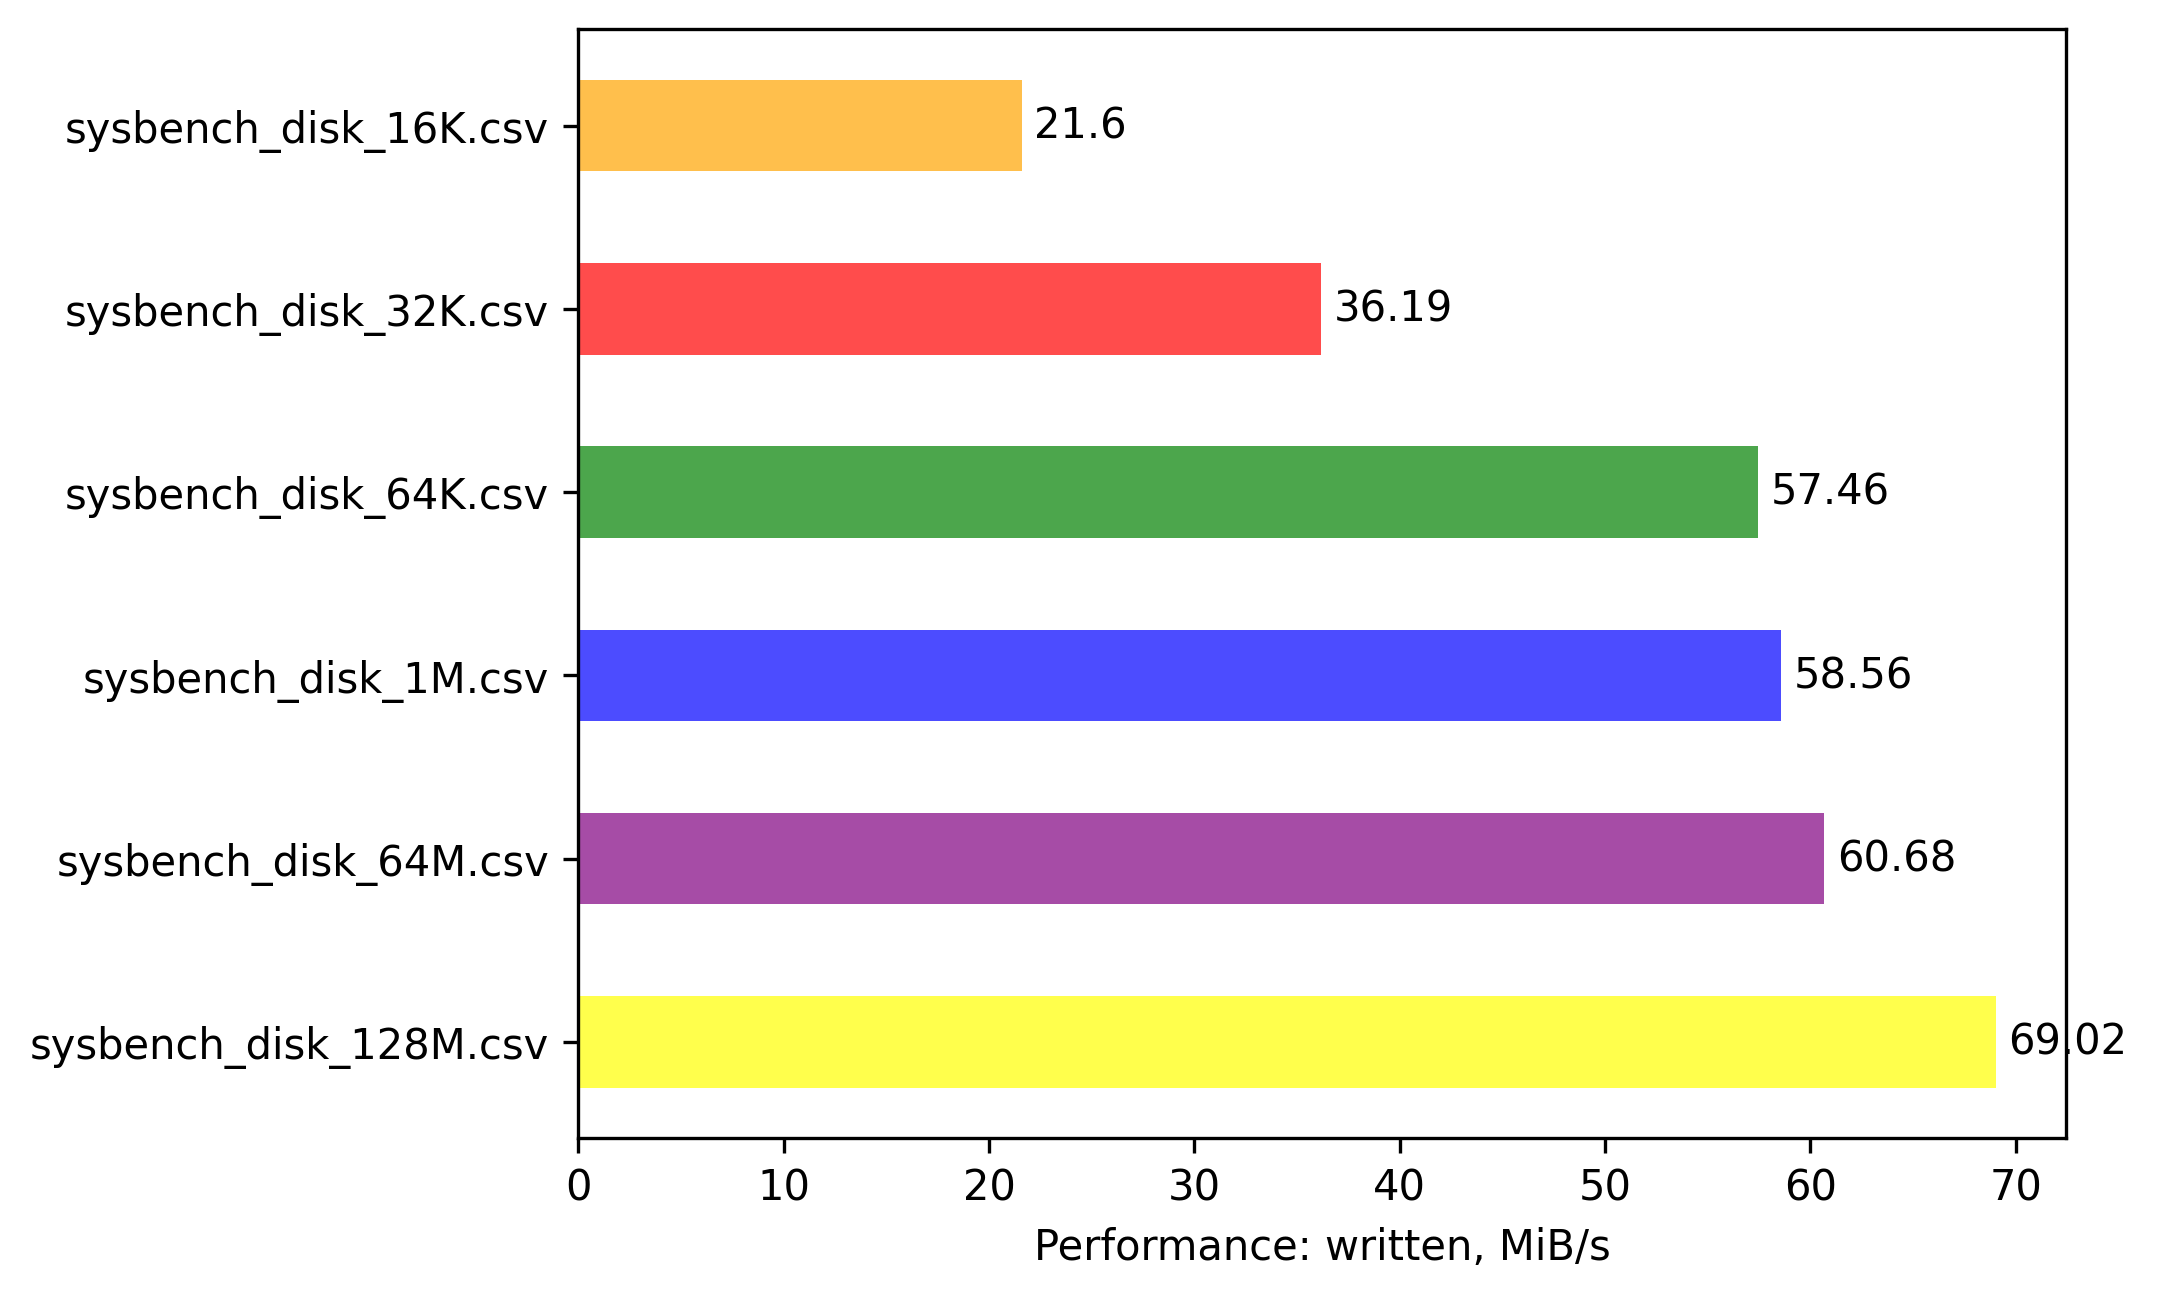 sysbench_disk_16K.csv
21.6
sysbench_disk_32K.csv
36.19
sysbench_disk_64K.csv
57.46
sysbench_disk_1M.csv
58.56
sysbench_disk_64M.csv
60.68
sysbench_disk_128M.csv
69.02
0 10 20 30 40 50 60 70
Performance: written, MiB/s